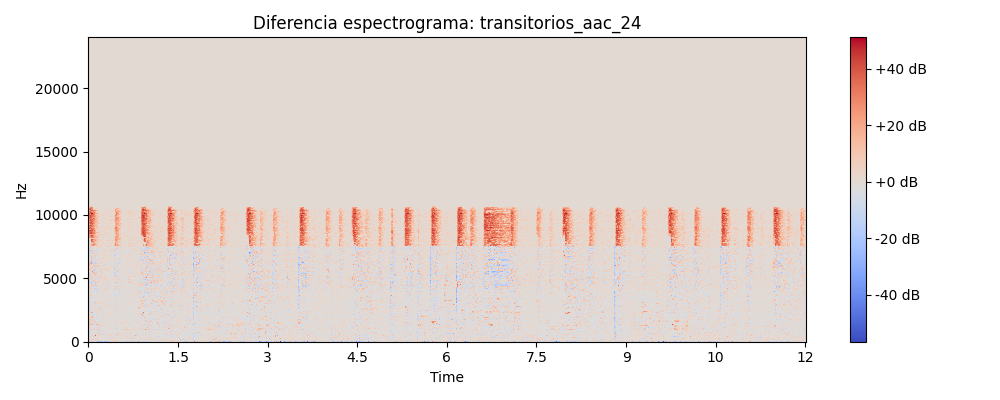 Diferencia espectrograma: transitorios_aac_24
Hz
20000
15000
10000
5000
0
0 1.5 3 4.5 6 7.5 9 10 12
Time
+40 dB
+20 dB
+0 dB
-20 dB
-40 dB